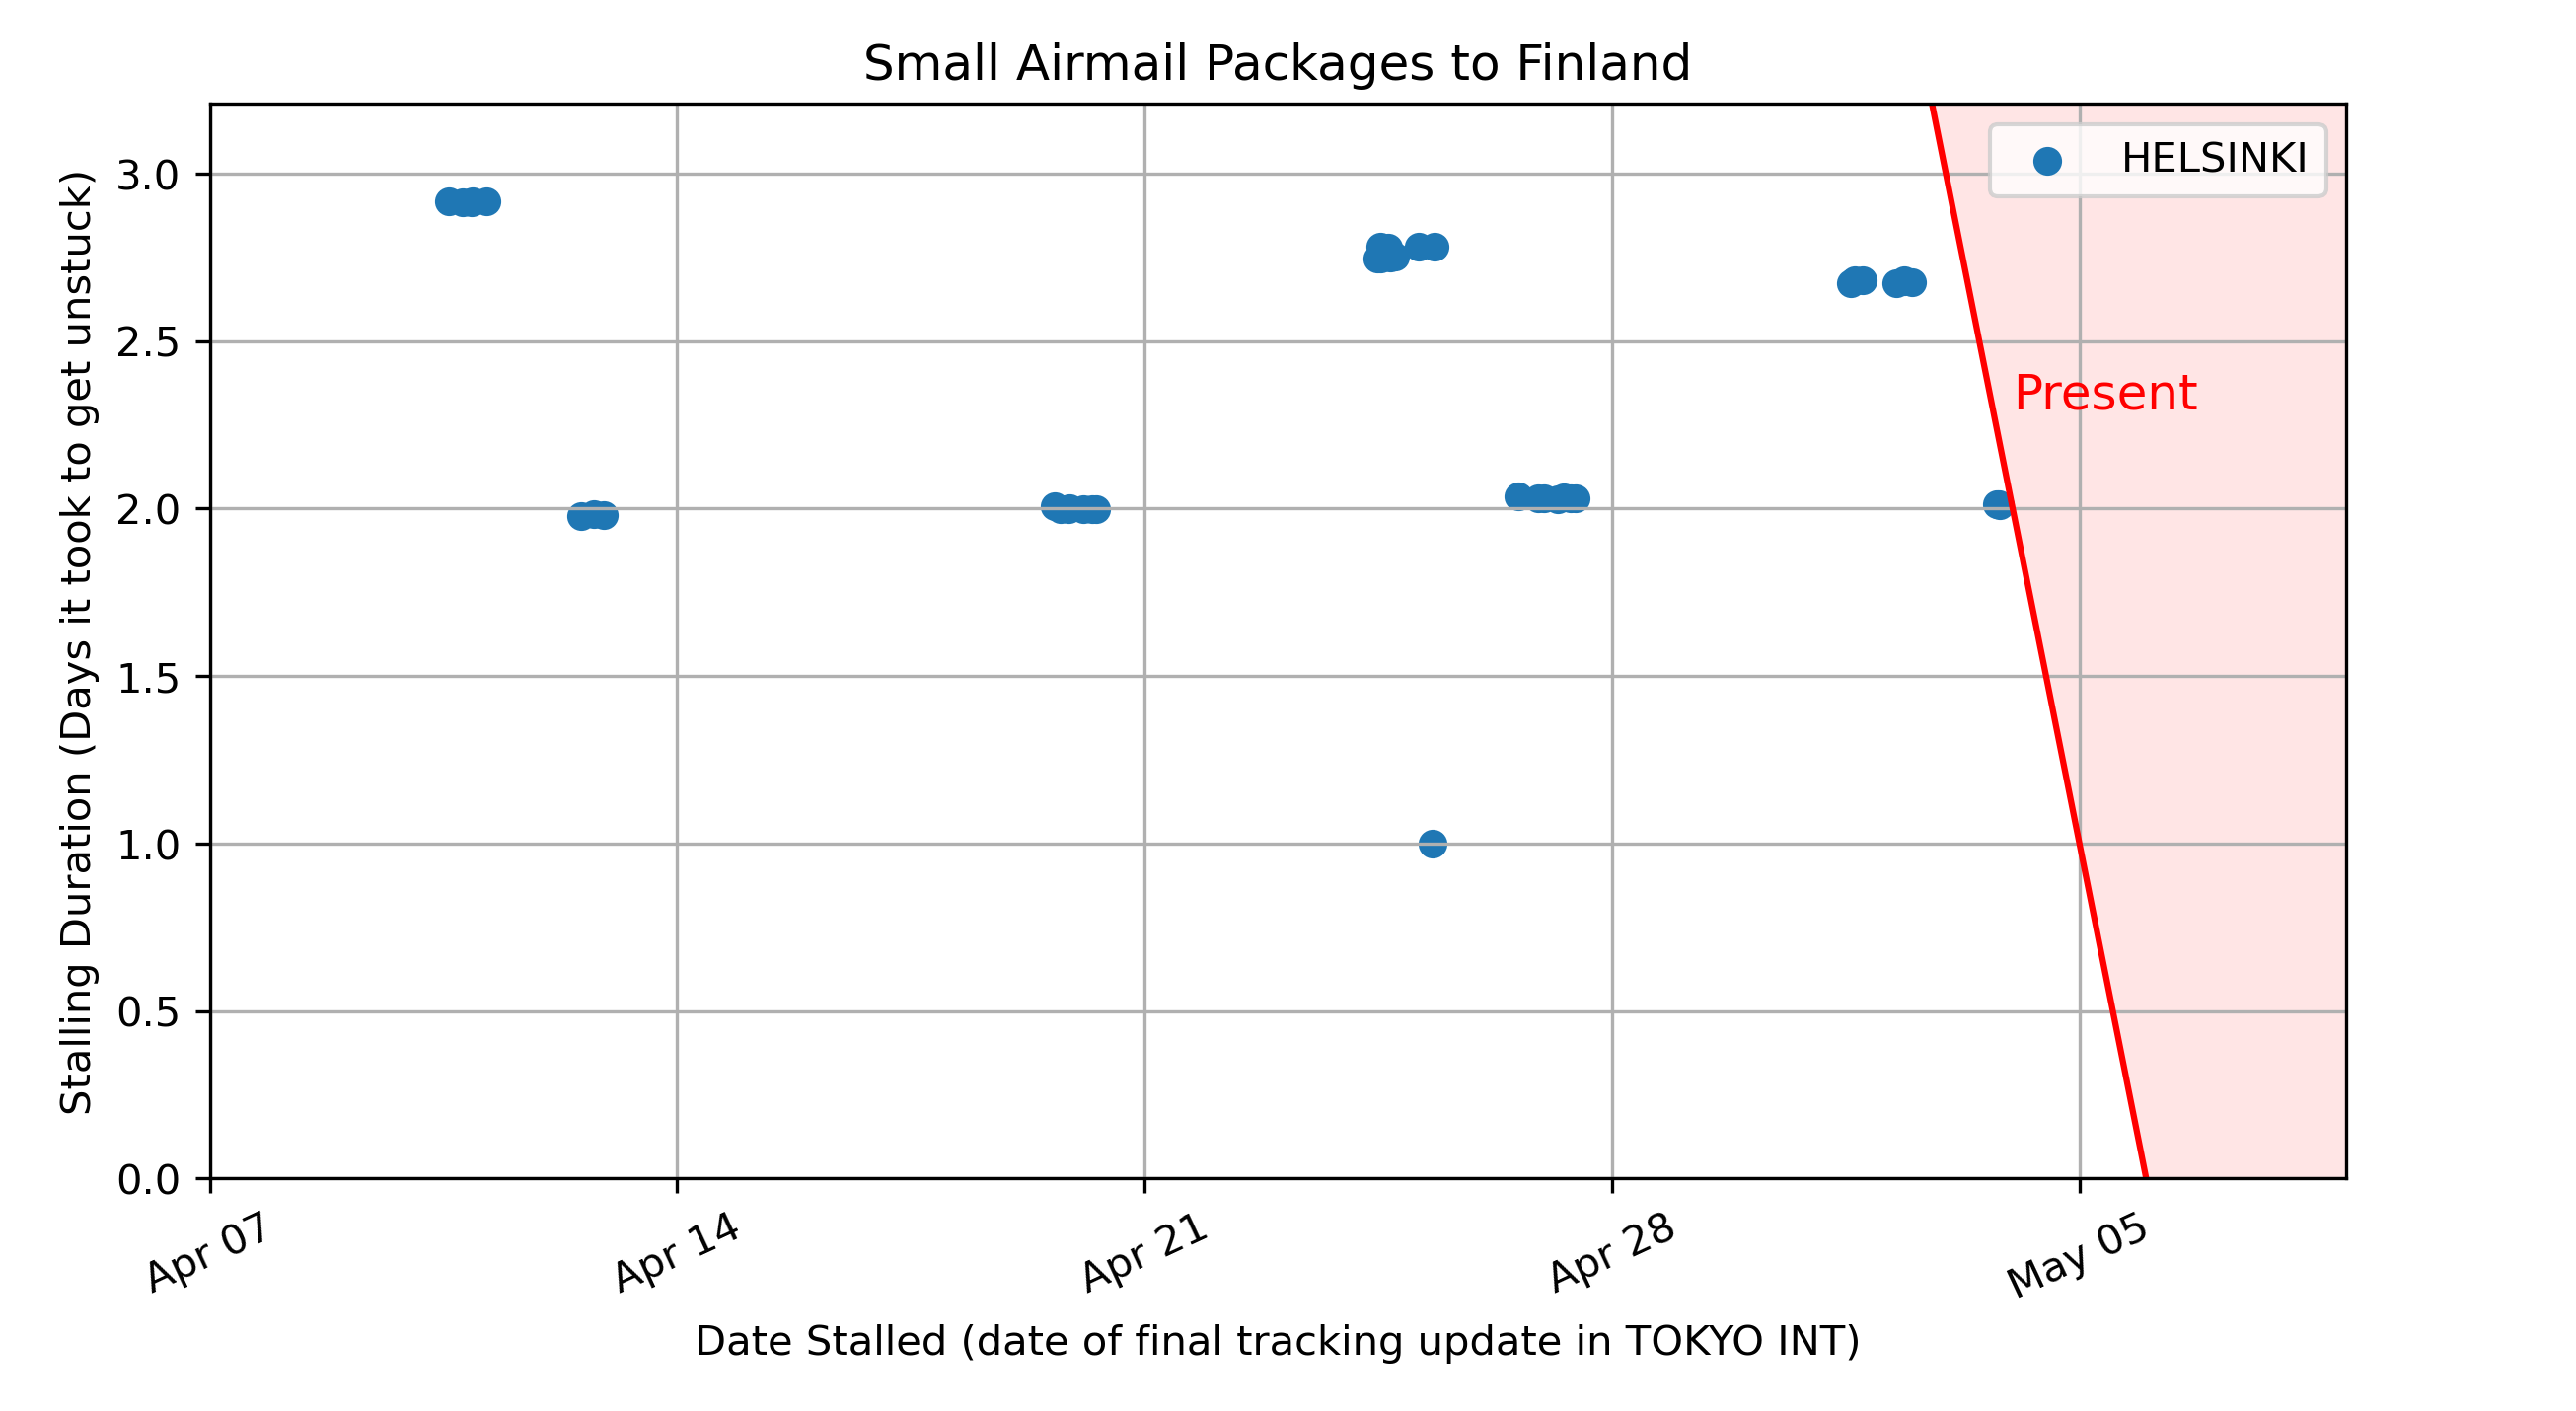 Small Airmail Packages to Finland
Stalling Duration (Days it took to get unstuck)
3.0
2.5
2.0
1.5
1.0
0.5
0.0
HELSINKI
Present
Apr 07
Apr 14
Apr 21
Apr 28
May 05
Date Stalled (date of final tracking update in TOKYO INT)